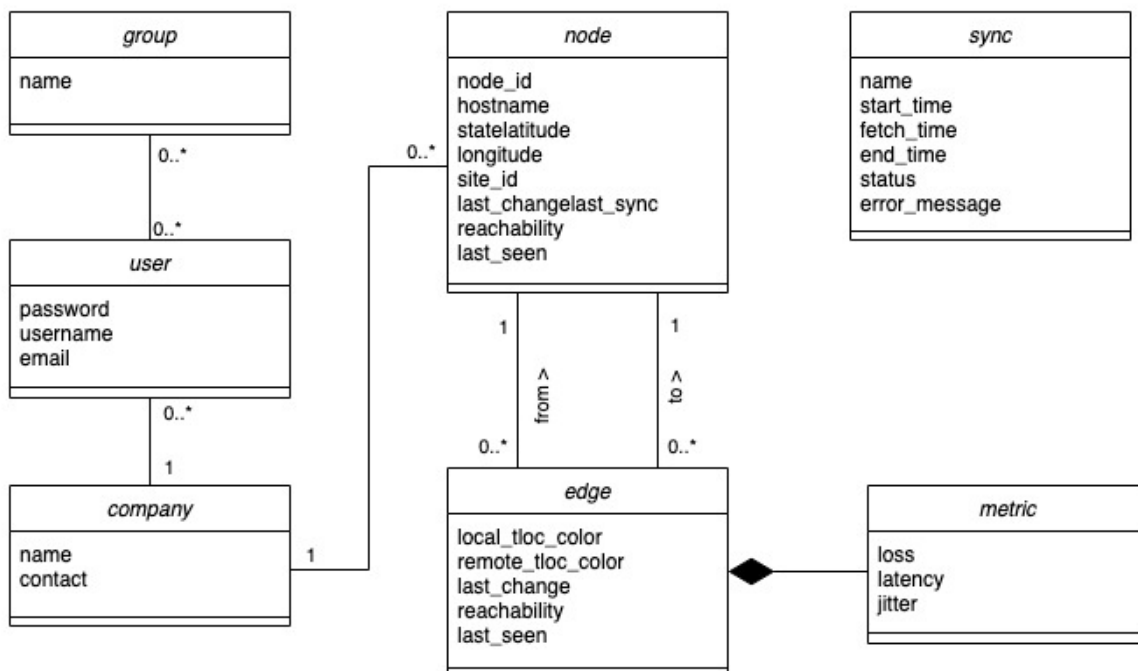 group
name
0..*
0..*
user
password
username
email
0..*
1
company
name
contact
1
0..*
node
node_id
hostname
statelatitude
longitude
site_id
last_changelast_sync
reachability
last_seen
1
1
from >
to >
0..*
0..*
edge
local_tloc_color
remote_tloc_color
last_change
reachability
last_seen
sync
name
start_time
fetch_time
end_time
status
error_message
metric
loss
latency
jitter